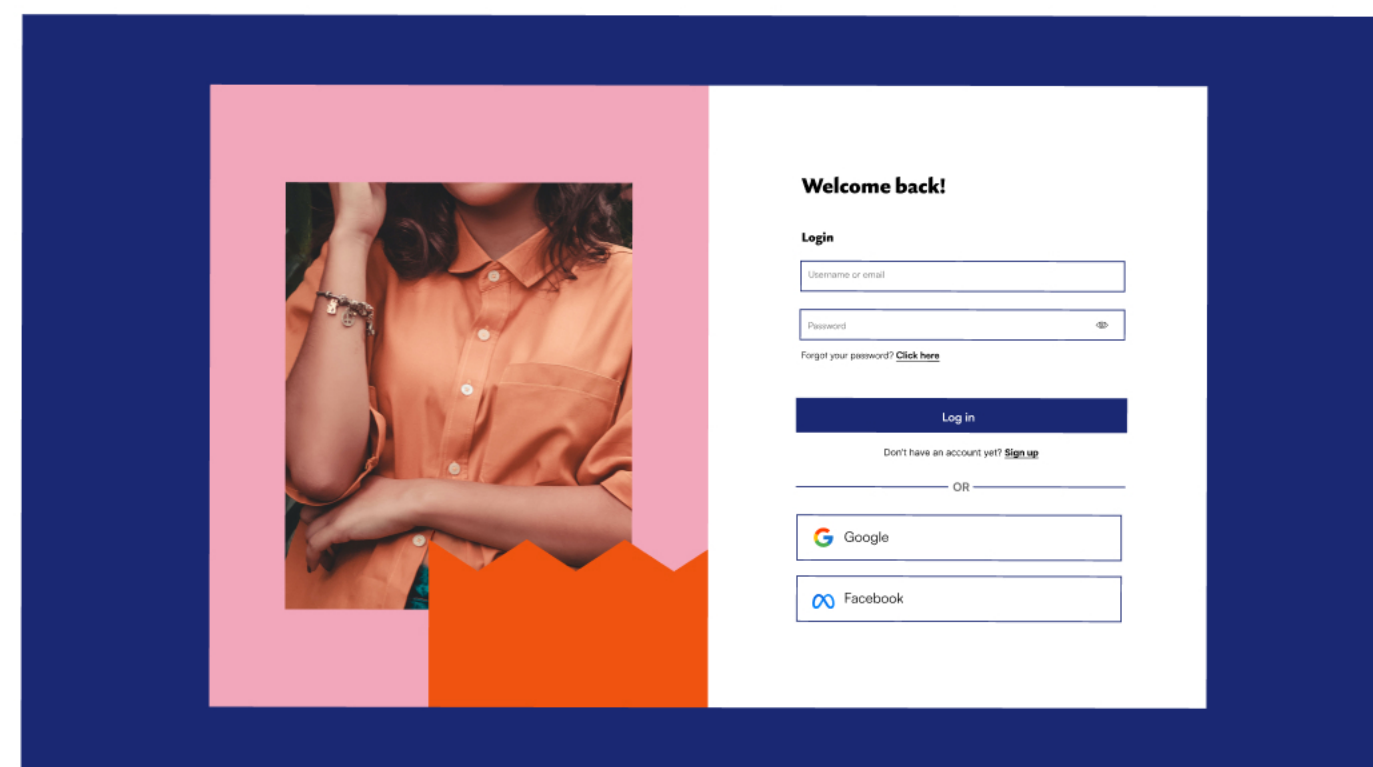 Welcome back!
Login
Username or email
Password
Forgot your password? Click here
Log in
Don't have an account yet? Sign up
OR
Google
Facebook